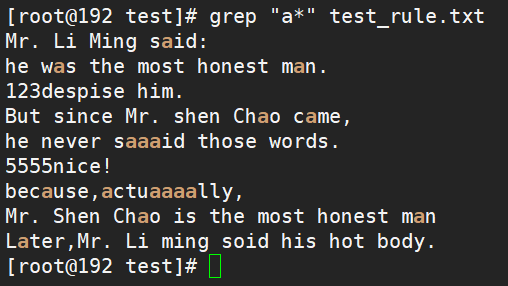 [root@192 test]# grep "a*" test_rule.txt
Mr. Li Ming said:
he was the most honest man.
123despise him.
But since Mr. shen Chao came,
he never saaaid those words.
5555nice!
because,actuaaaally,
Mr. Shen Chao is the most honest man
Later,Mr. Li ming soid his hot body.
[root@192 test]#